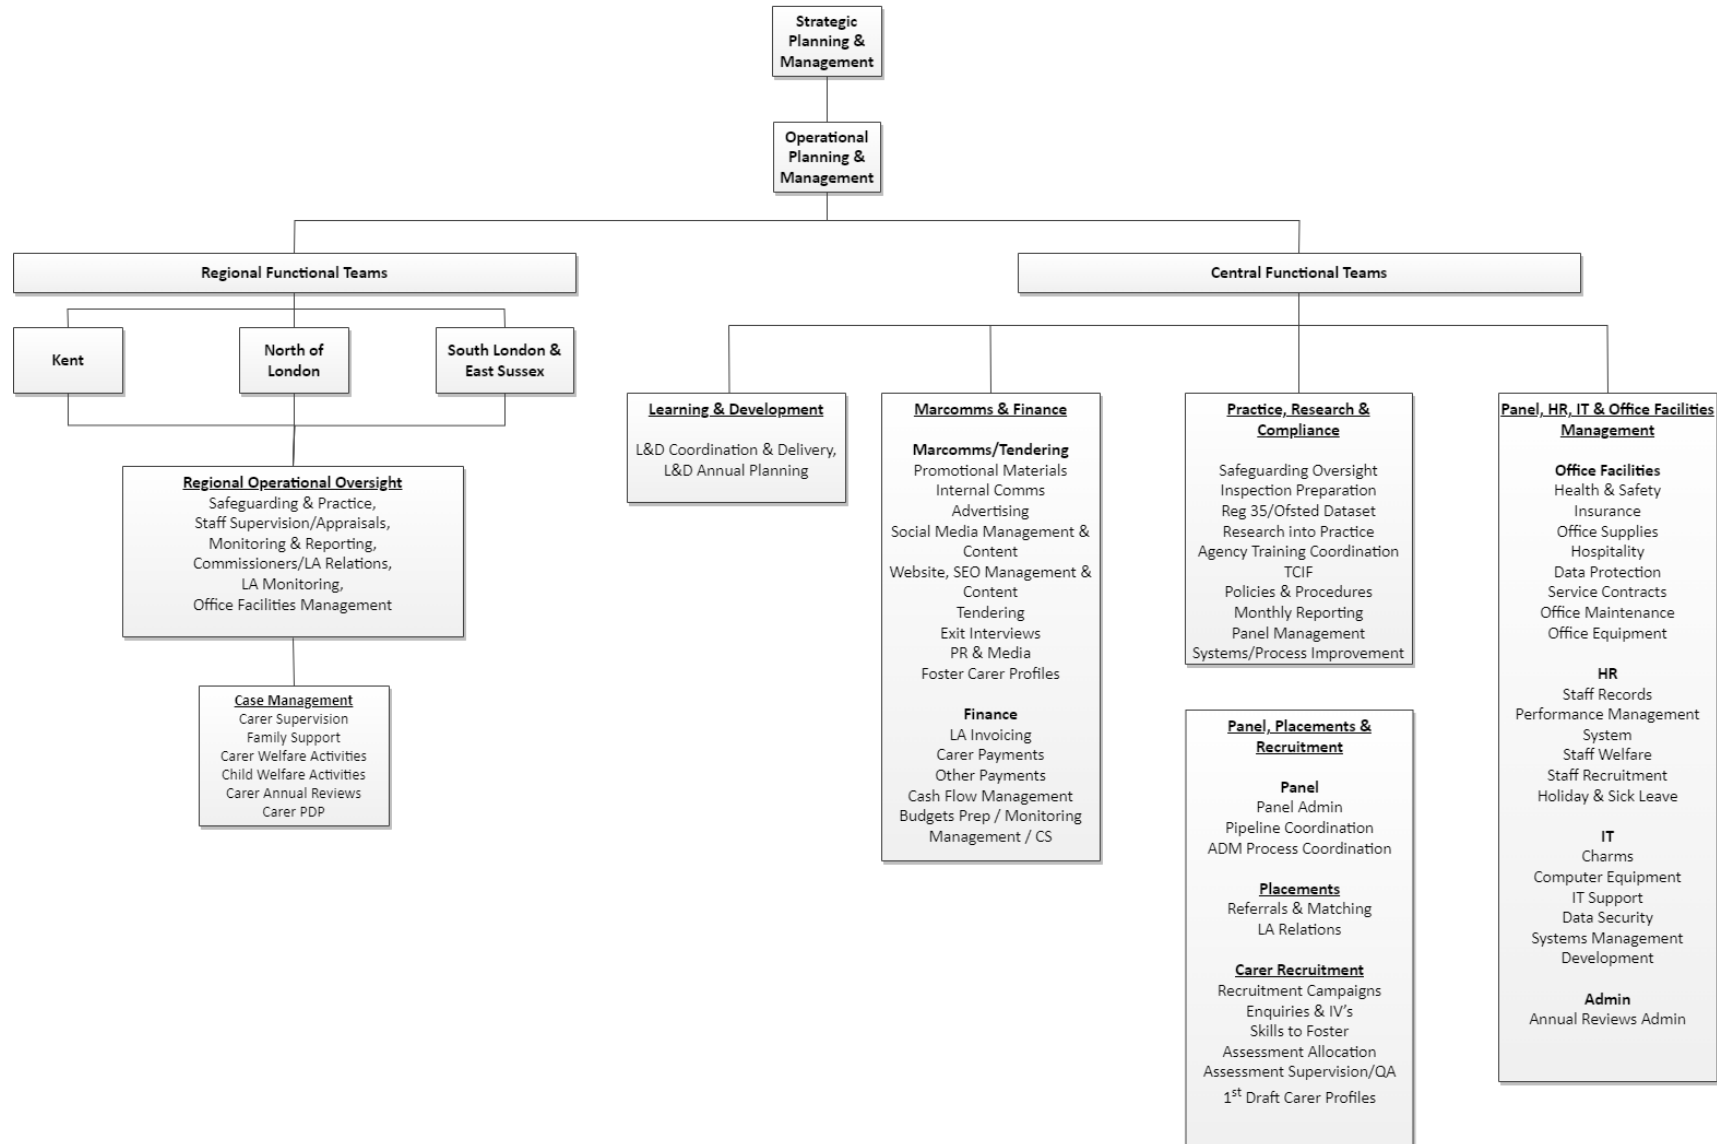 Strategic
Planning &
Management
Operational
Planning &
Management
Regional Functional Teams
Central Functional Teams
Kent
North of
London
South London &
East Sussex
Regional Operational Oversight
Safeguarding & Practice,
Staff Supervision/Appraisals,
Monitoring & Reporting,
Commissioners/LA Relations,
LA Monitoring,
Office Facilities Management
Case Management
Carer Supervision
Family Support
Carer Welfare Activities
Child Welfare Activities
Carer Annual Reviews
Carer PDP
Learning & Development
L&D Coordination & Delivery,
L&D Annual Planning
Marcomms & Finance
Marcomms/Tendering
Promotional Materials
Internal Comms
Advertising
Social Media Management &
Content
Website, SEO Management &
Content
Tendering
Exit Interviews
PR & Media
Foster Carer Profiles
Finance
LA Invoicing
Carer Payments
Other Payments
Cash Flow Management
Budgets Prep / Monitoring
Management / CS
Practice, Research &
Compliance
Safeguarding Oversight
Inspection Preparation
Reg 35/Ofsted Dataset
Research into Practice
Agency Training Coordination
TCIF
Policies & Procedures
Monthly Reporting
Panel Management
Systems/Process Improvement
Panel, Placements &
Recruitment
Panel
Panel Admin
Pipeline Coordination
ADM Process Coordination
Placements
Referrals & Matching
LA Relations
Carer Recruitment
Recruitment Campaigns
Enquiries & IV’s
Skills to Foster
Assessment Allocation
Assessment Supervision/QA
1st Draft Carer Profiles
Panel, HR, IT & Office Facilities
Management
Office Facilities
Health & Safety
Insurance
Office Supplies
Hospitality
Data Protection
Service Contracts
Office Maintenance
Office Equipment
HR
Staff Records
Performance Management
System
Staff Welfare
Staff Recruitment
Holiday & Sick Leave
IT
Charms
Computer Equipment
IT Support
Data Security
Systems Management
Development
Admin
Annual Reviews Admin